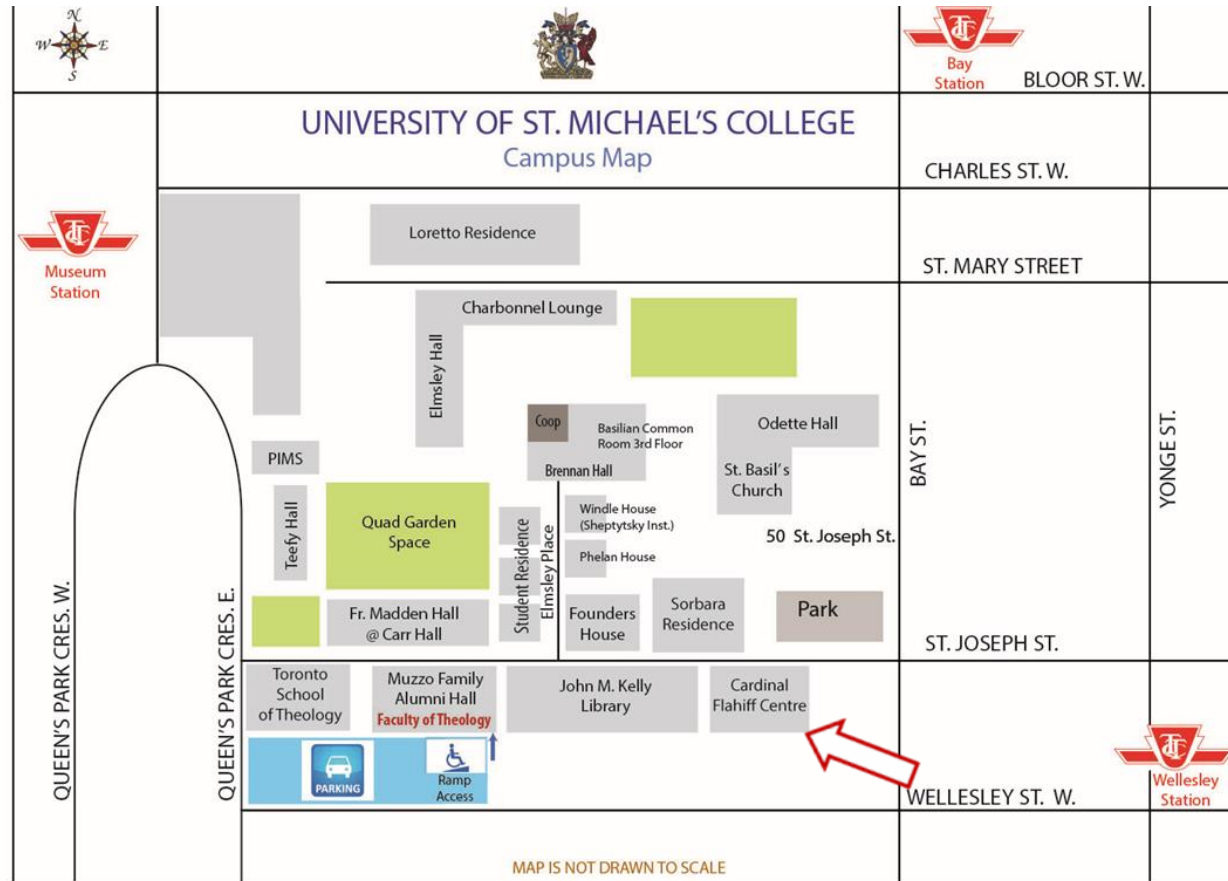 N
W
E
S
TTC
Bay
Station
BLOOR ST. W.
UNIVERSITY OF ST. MICHAEL'S COLLEGE
Campus Map
CHARLES ST. W.
TTC
Museum
Station
Loretto Residence
ST. MARY STREET
Charbonnel Lounge
Elmsley Hall
Coop
Basilian Common
Room 3rd Floor
Brennan Hall
Odette Hall
St. Basil's
Church
BAY ST.
YONGE ST.
PIMS
Teefy Hall
Quad Garden
Space
Student Residence
Elmsley Place
Windle House
(Sheptytsky Inst.)
Phelan House
50 St. Joseph St.
QUEEN'S PARK CRES. W.
QUEEN'S PARK CRES. E.
Fr. Madden Hall
@ Carr Hall
Founders
House
Sorbara
Residence
Park
ST. JOSEPH ST.
Toronto
School
of Theology
Muzzo Family
Alumni Hall
Faculty of Theology
John M. Kelly
Library
Cardinal
Flahiff Centre
PARKING
Ramp
Access
TTC
Wellesley
Station
WELLESLEY ST. W.
MAP IS NOT DRAWN TO SCALE